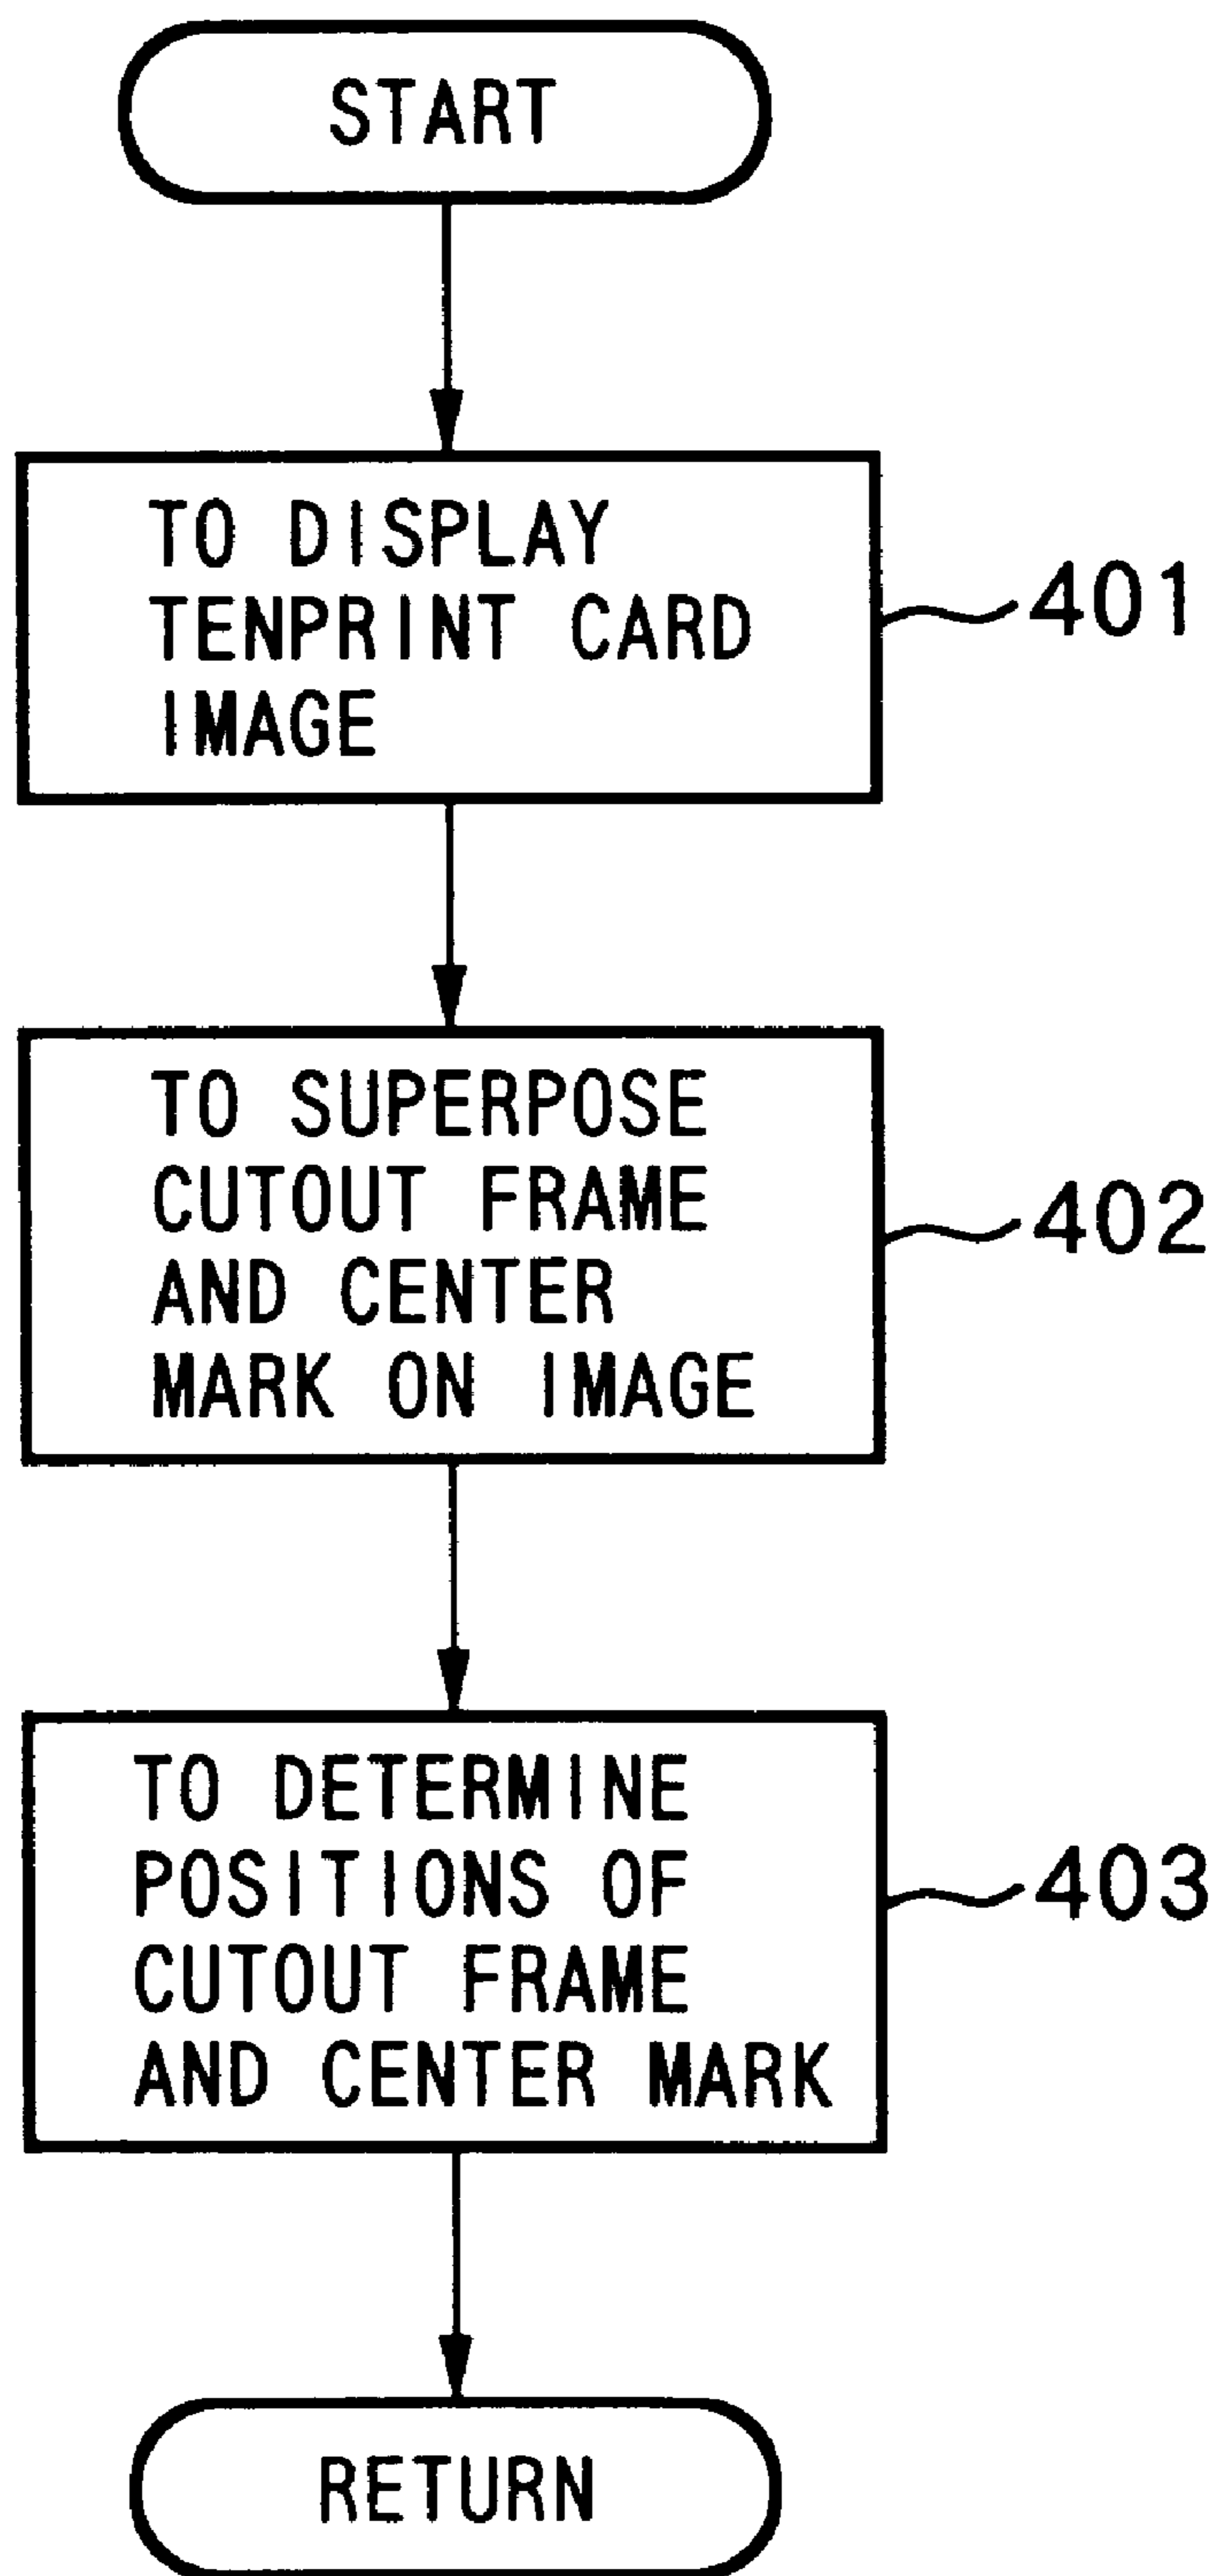 START
TO DISPLAY
TENPRINT CARD
IMAGE
401
TO SUPERPOSE
CUTOUT FRAME
AND CENTER
MARK ON IMAGE
402
TO DETERMINE
POSITIONS OF
CUTOUT FRAME
AND CENTER MARK
403
RETURN